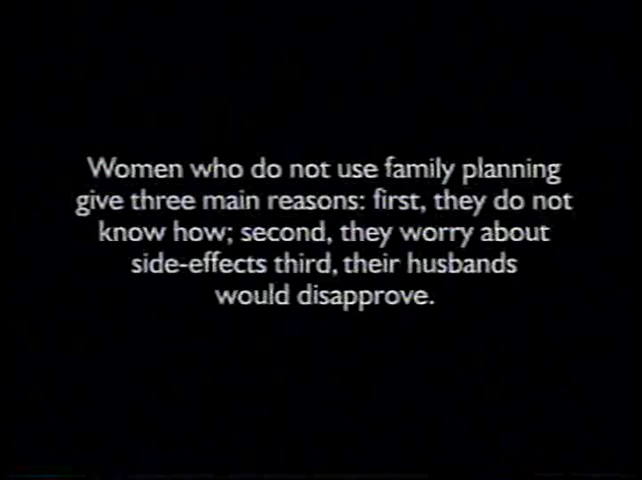 Women who do not use family planning
give three main reasons: first, they do not
know how; second, they worry about
side-effects third, their husbands
would disapprove.